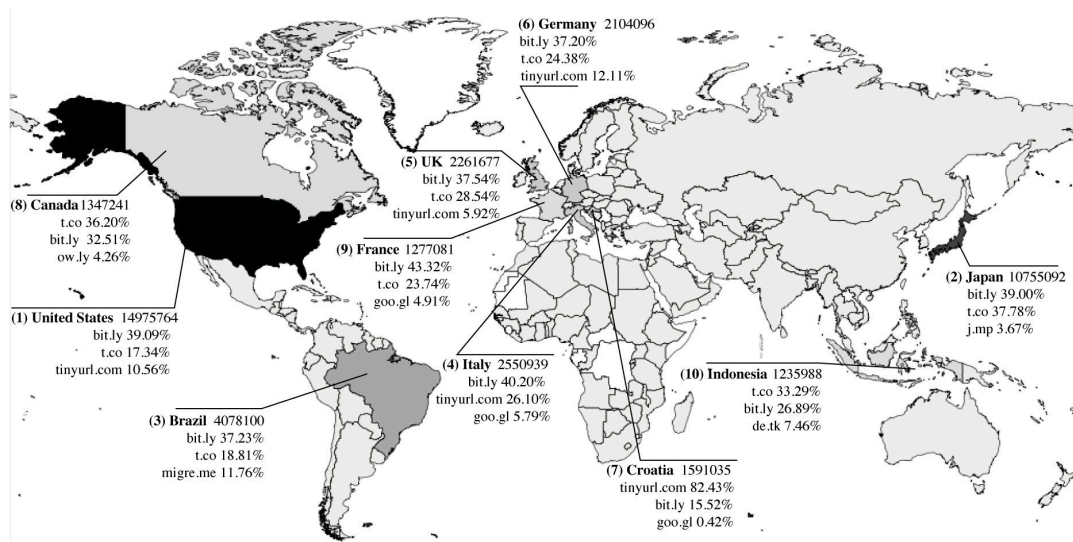 (6) Germany 2104096
bit.ly 37.20%
t.co 24.38%
tinyurl.com 12.11%
(5) UK 2261677
bit.ly 37.54%
t.co 28.54%
tinyurl.com 5.92%
(8) Canada 1347241
t.co 36.20%
bit.ly 32.51%
ow.ly 4.26%
(9) France 1277081
bit.ly 43.32%
t.co 23.74%
goo.gl 4.91%
(2) Japan 10755092
bit.ly 39.00%
t.co 37.78%
j.mp 3.67%
(1) United States 14975764
bit.ly 39.09%
t.co 17.34%
tinyurl.com 10.56%
(4) Italy 2550939
bit.ly 40.20%
tinyurl.com 26.10%
goo.gl 5.79%
(10) Indonesia 1235988
t.co 33.29%
bit.ly 26.89%
de.tk 7.46%
(3) Brazil 4078100
bit.ly 37.23%
t.co 18.81%
migre.me 11.76%
(7) Croatia 1591035
tinyurl.com 82.43%
bit.ly 15.52%
goo.gl 0.42%